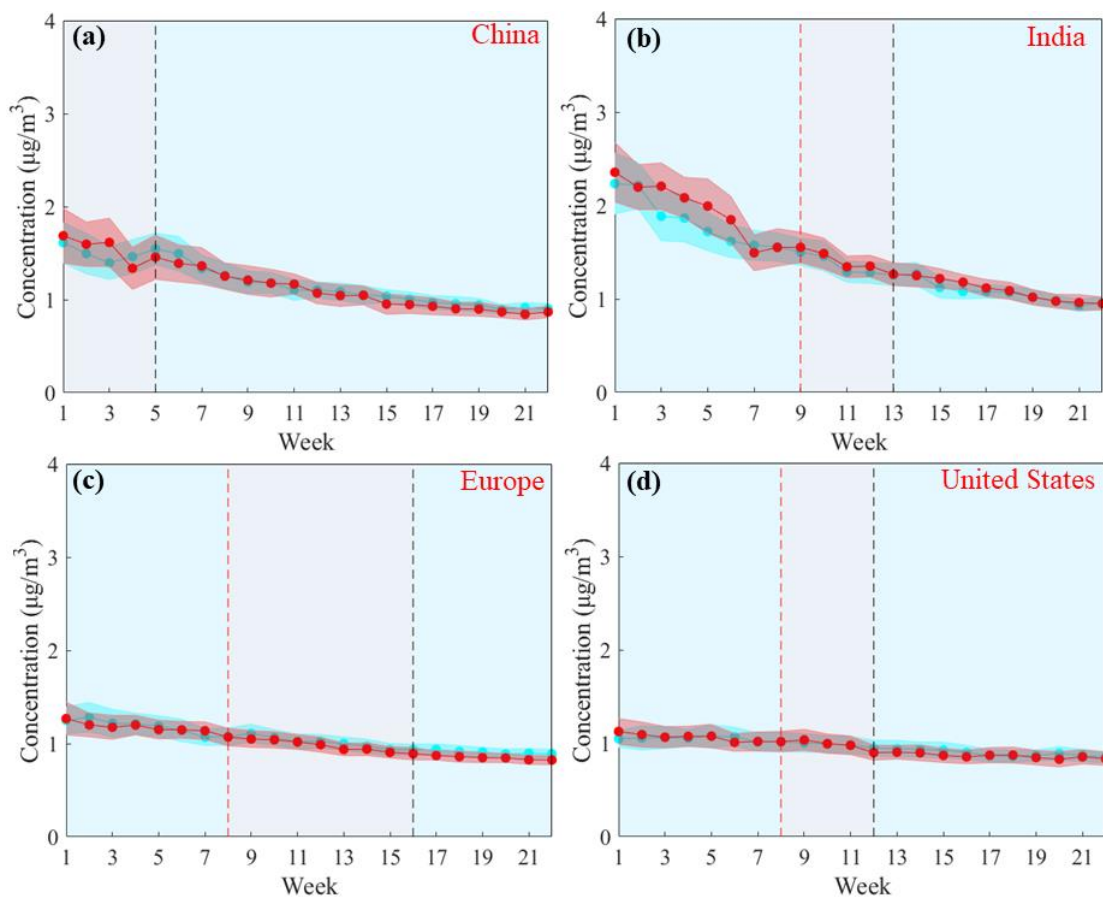 (a) China
Concentration (μg/m³)
4
3
2
1
0
1 3 5 7 9 11 13 15 17 19 21
Week
(b) India
Concentration (μg/m³)
4
3
2
1
0
1 3 5 7 9 11 13 15 17 19 21
Week
(c) Europe
Concentration (μg/m³)
4
3
2
1
0
1 3 5 7 9 11 13 15 17 19 21
Week
(d) United States
Concentration (μg/m³)
4
3
2
1
0
1 3 5 7 9 11 13 15 17 19 21
Week